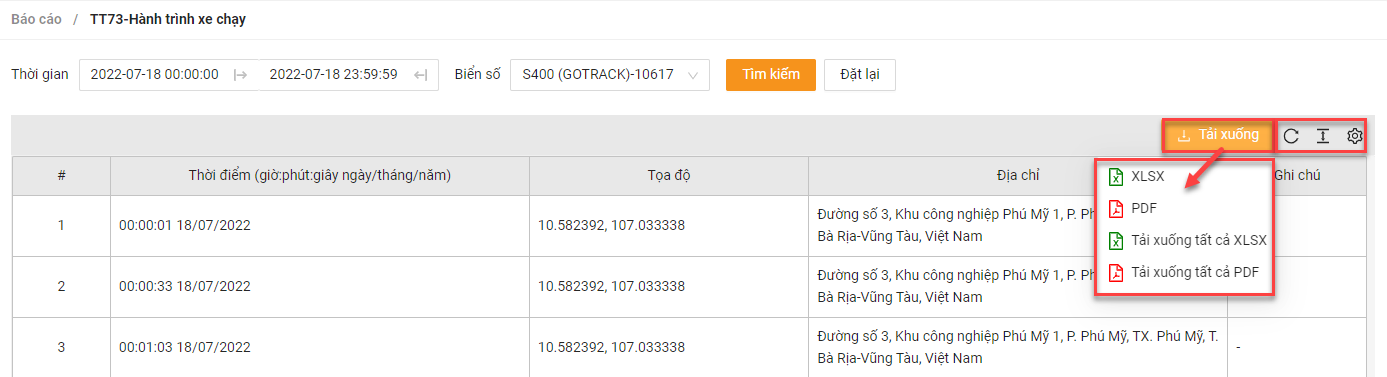 Báo cáo / TT73-Hành trình xe chạy
Thời gian 2022-07-18 00:00:00 2022-07-18 23:59:59 Biển số S400 (GOTRACK)-10617 Tìm kiếm Đặt lại
Tải xuống
# Thời điểm (giờ:phút:giây ngày/tháng/năm) Tọa độ Địa chỉ Ghi chú
XLSX
PDF
Tải xuống tất cả XLSX
Tải xuống tất cả PDF
1 00:00:01 18/07/2022 10.582392, 107.033338 Đường số 3, Khu công nghiệp Phú Mỹ 1, P. Ph
Bà Rịa-Vũng Tàu, Việt Nam
2 00:00:33 18/07/2022 10.582392, 107.033338 Đường số 3, Khu công nghiệp Phú Mỹ 1, P. Ph
Bà Rịa-Vũng Tàu, Việt Nam
3 00:01:03 18/07/2022 10.582392, 107.033338 Đường số 3, Khu công nghiệp Phú Mỹ 1, P. Phú Mỹ, TX. Phú Mỹ, T.
Bà Rịa-Vũng Tàu, Việt Nam -